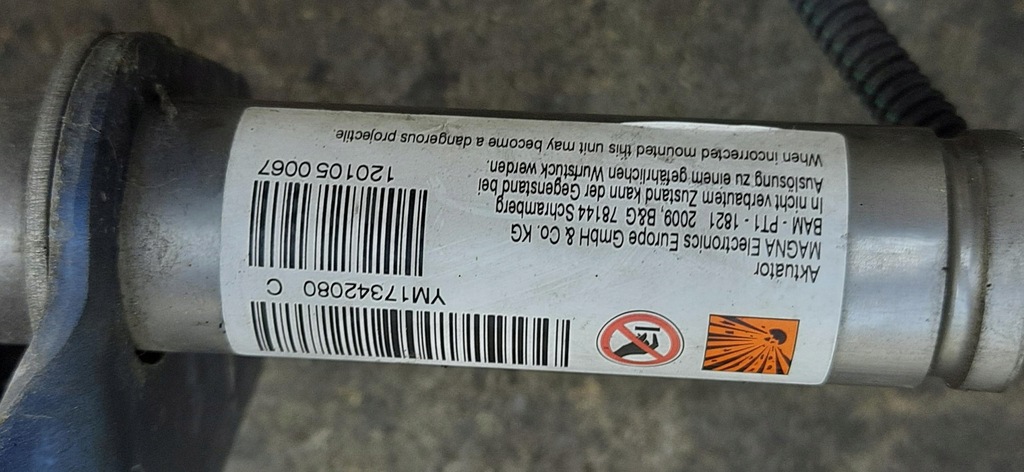 YM17342080 C
Aktuator
MAGNA Electronics Europe GmbH & Co. KG
BAM - PT1 - 1821 2009, B&G 78144 Schramberg
in nicht verbautem Zustand kann der Gegenstand bei
Auslösung zu einem gefährlichen Wurfstück werden.
When incorrected mounted this unit may become a dangerous projectile.
120105 0067